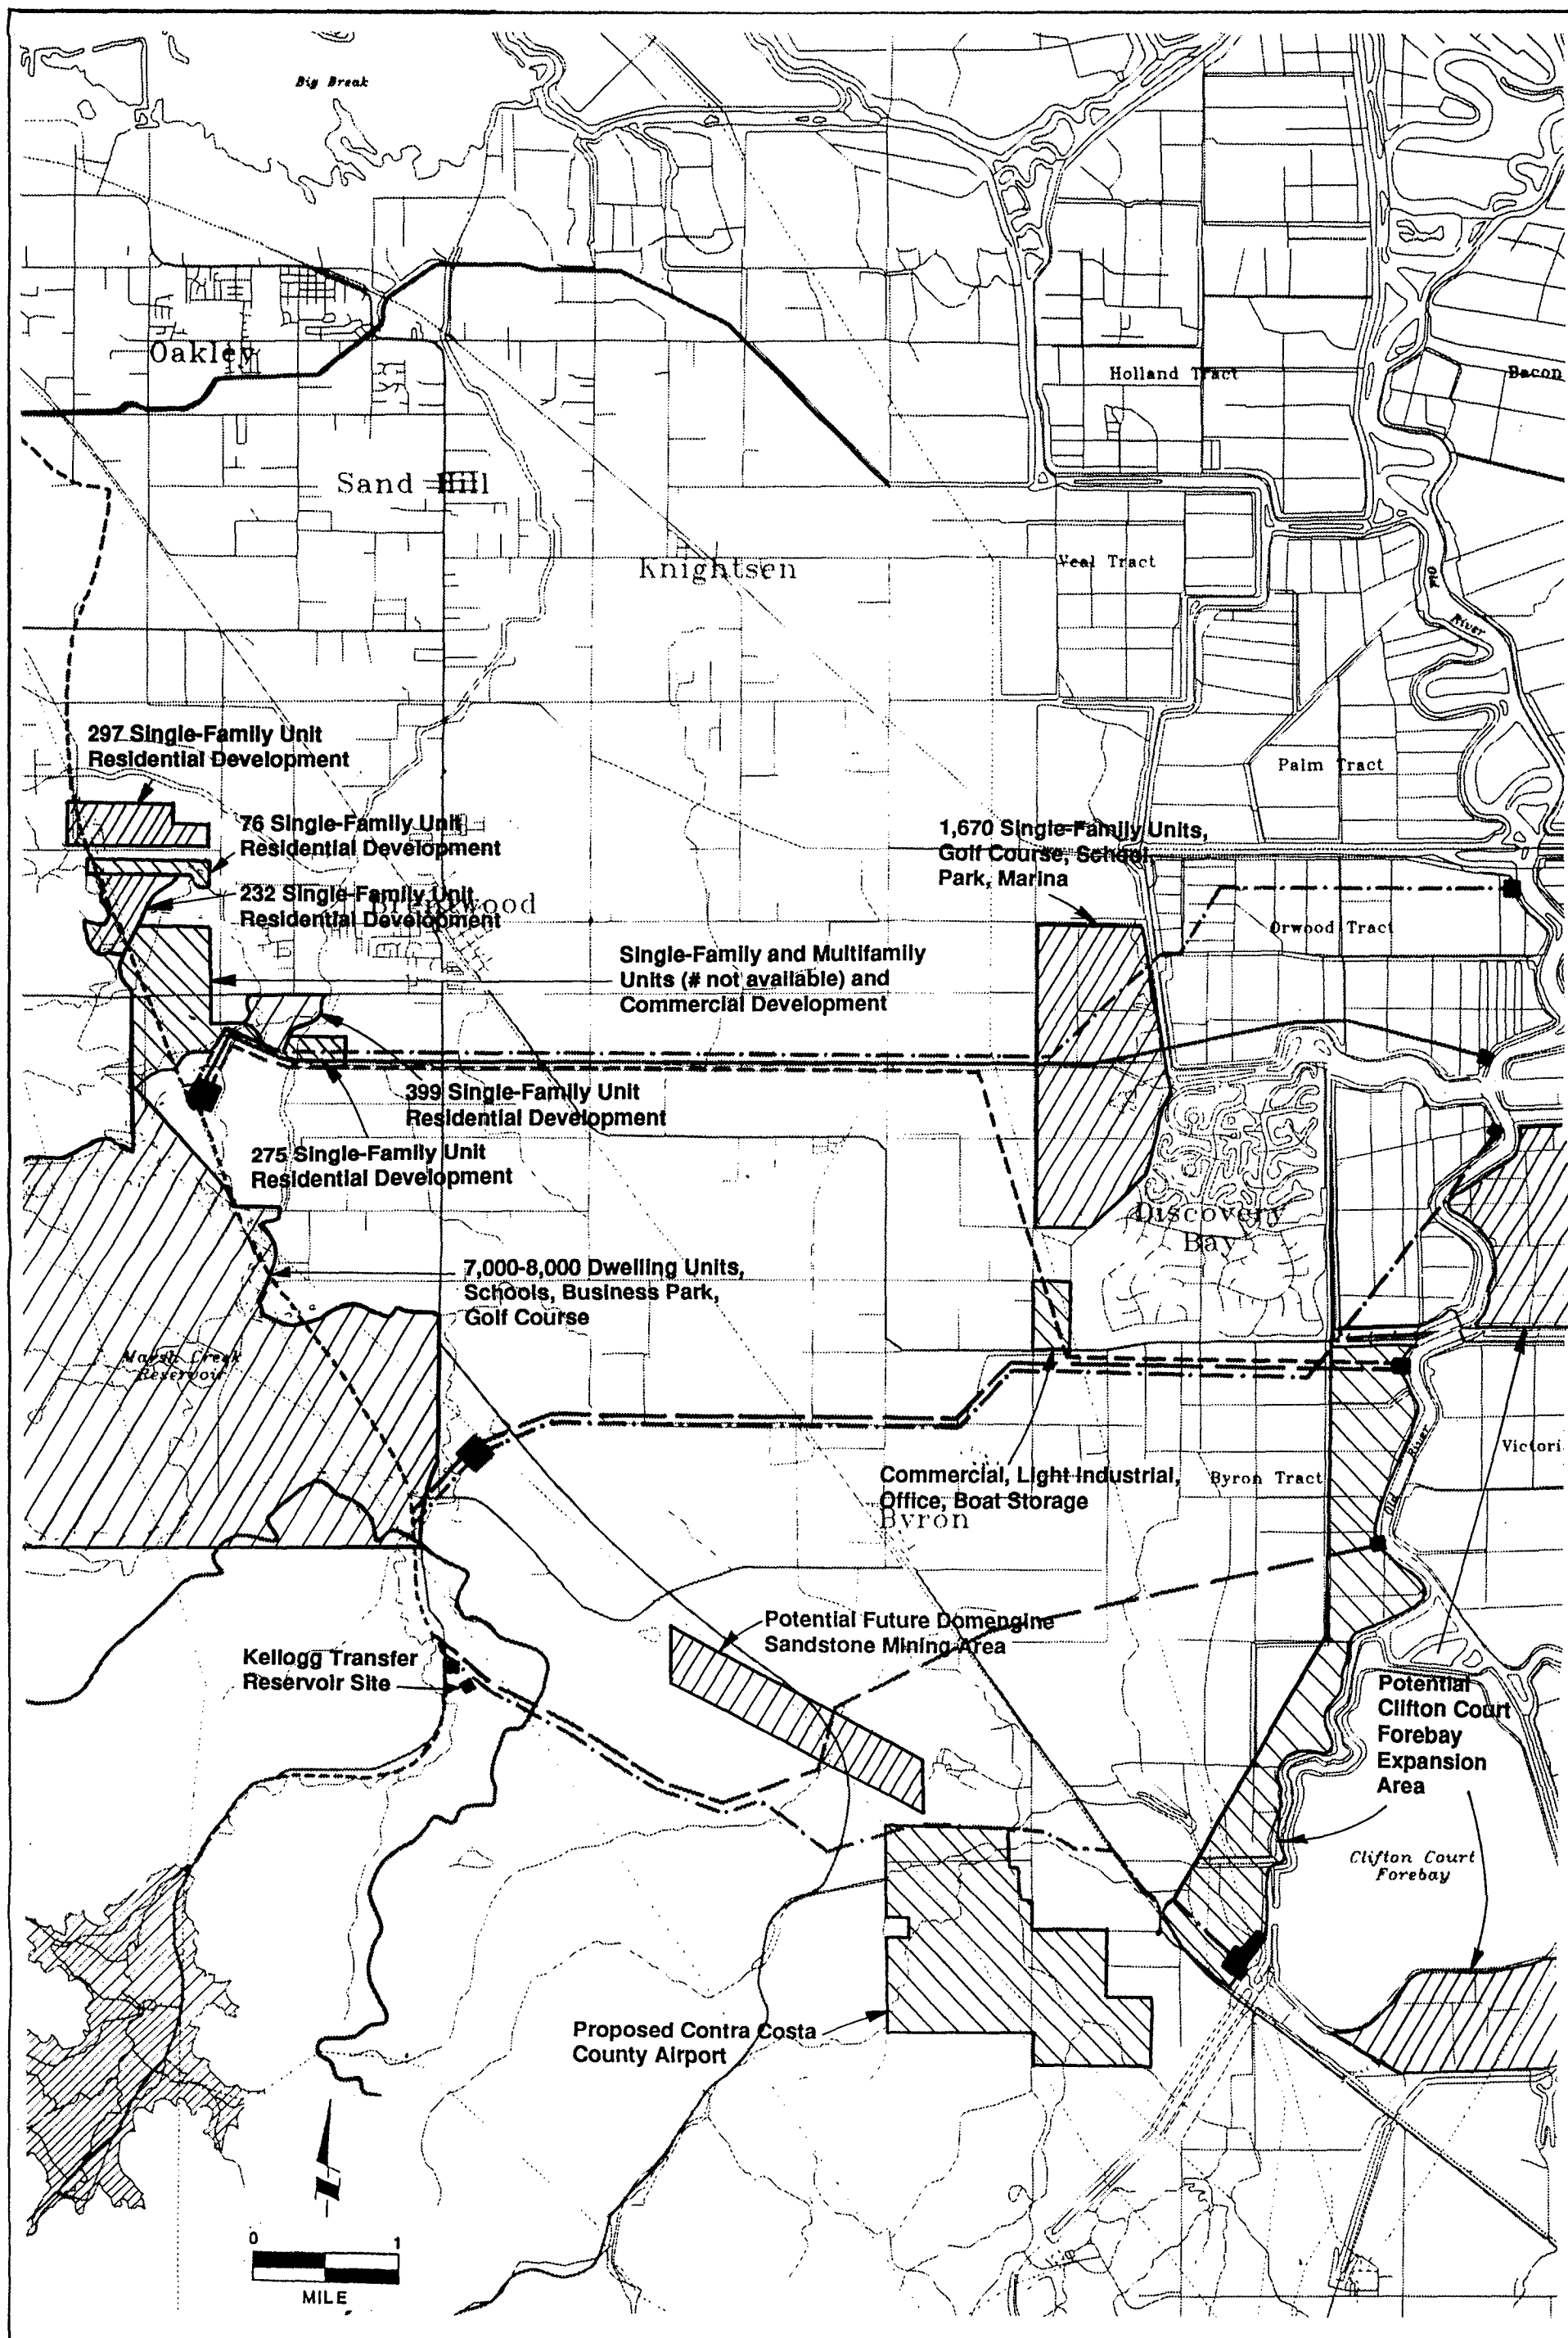 Big Break
Oakley
Holland Tract
Bacon
Sand Hill
Knightsen
Veal Tract
Old
River
297 Single-Family Unit
Residential Development
Palm Tract
76 Single-Family Unit
Residential Development
1,670 Single-Family Units,
Golf Course, School,
Park, Marina
232 Single-Family Unit
Residential Development
Brentwood
Orwood Tract
Single-Family and Multifamily
Units (# not available) and
Commercial Development
399 Single-Family Unit
Residential Development
275 Single-Family Unit
Residential Development
Discovery
Bay
7,000-8,000 Dwelling Units,
Schools, Business Park,
Golf Course
Marsh Creek
Reservoir
Victori
River
Old
Commercial, Light Industrial,
Office, Boat Storage
Byron Tract
Byron
Potential Future Domengine
Sandstone Mining Area
Kellogg Transfer
Reservoir Site
Potential
Clifton Court
Forebay
Expansion
Area
Clifton Court
Forebay
Proposed Contra Costa
County Airport
0 1
MILE